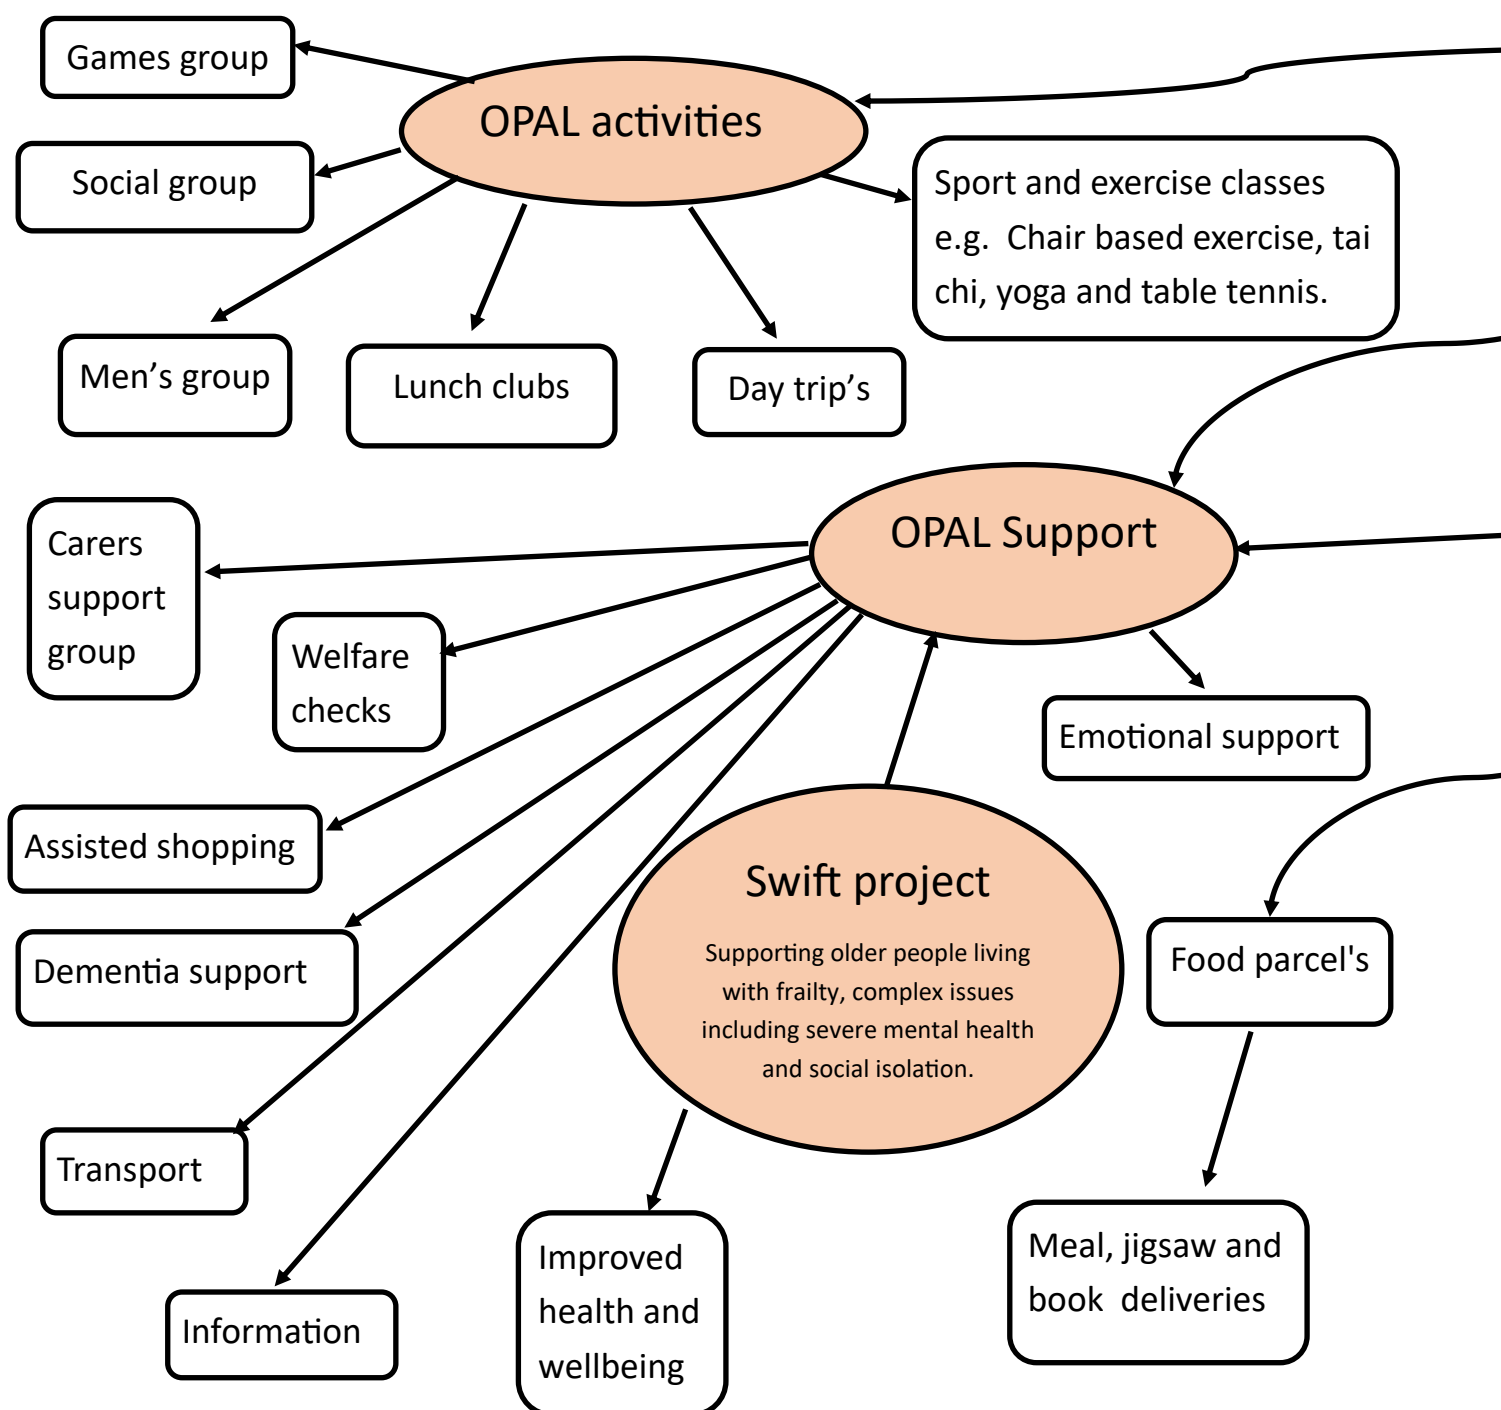 Games group
OPAL activities
Social group
Sport and exercise classes
e.g.  Chair based exercise, tai
chi, yoga and table tennis.
Men’s group
Lunch clubs
Day trip’s
OPAL Support
Carers
support
group
Welfare
checks
Emotional support
Assisted shopping
Swift project
Supporting older people living
with frailty, complex issues
including severe mental health
and social isolation.
Dementia support
Food parcel's
Transport
Information
Improved
health and
wellbeing
Meal, jigsaw and
book  deliveries